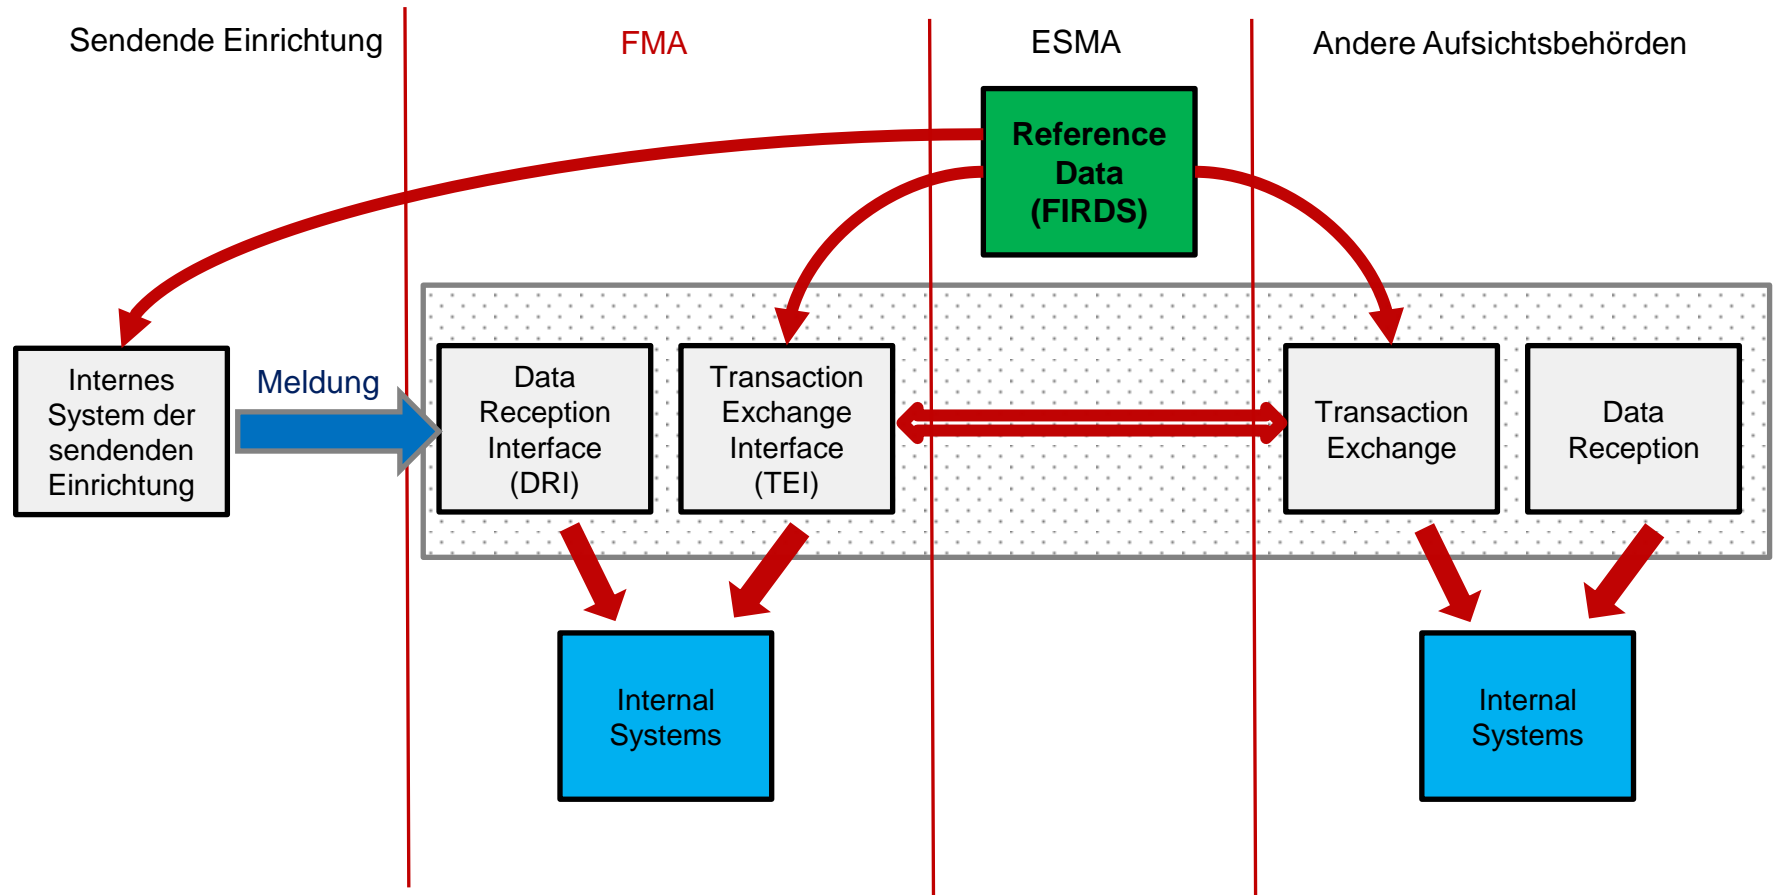 Sendende Einrichtung
FMA
ESMA
Andere Aufsichtsbehörden
Reference
Data
(FIRDS)
Internes
System der
sendenden
Einrichtung
Meldung
Data
Reception
Interface
(DRI)
Transaction
Exchange
Interface
(TEI)
Transaction
Exchange
Data
Reception
Internal
Systems
Internal
Systems